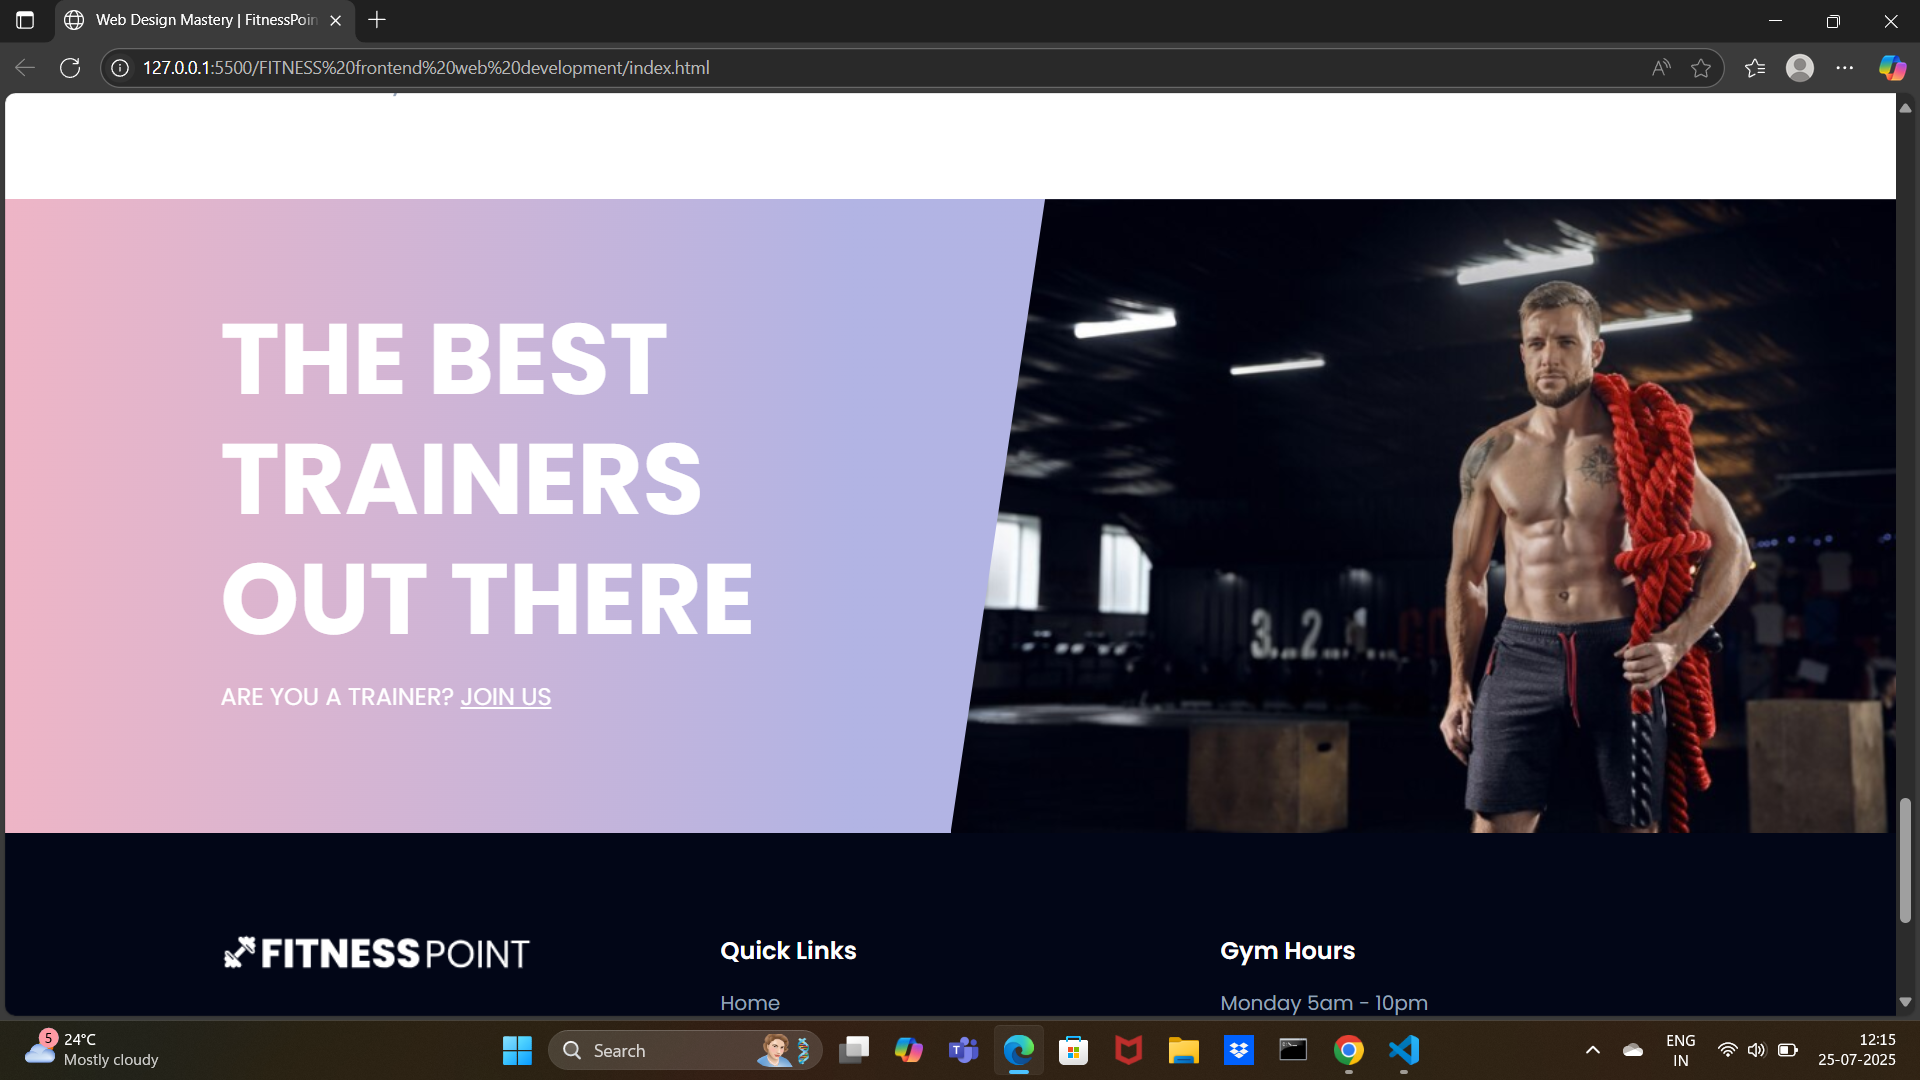 Web Design Mastery | FitnessPoin
127.0.0.1:5500/FITNESS%20frontend%20web%20development/index.html
THE BEST
TRAINERS
OUT THERE
ARE YOU A TRAINER? JOIN US
3..2..1..GO
FITNESS POINT
Quick Links
Gym Hours
Home
Monday 5am - 10pm
5
24°C
Mostly cloudy
Search
ENG
IN
12:15
25-07-2025